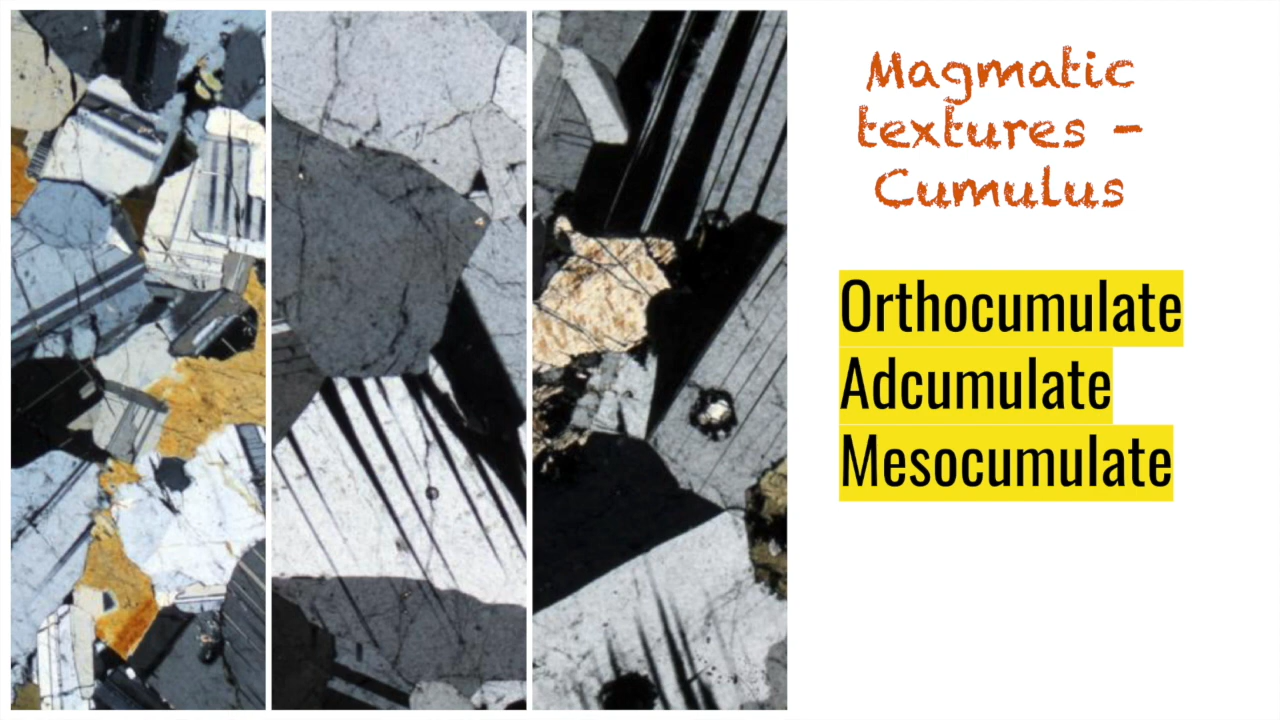 Magmatic
textures -
Cumulus
Orthocumulate
Adcumulate
Mesocumulate